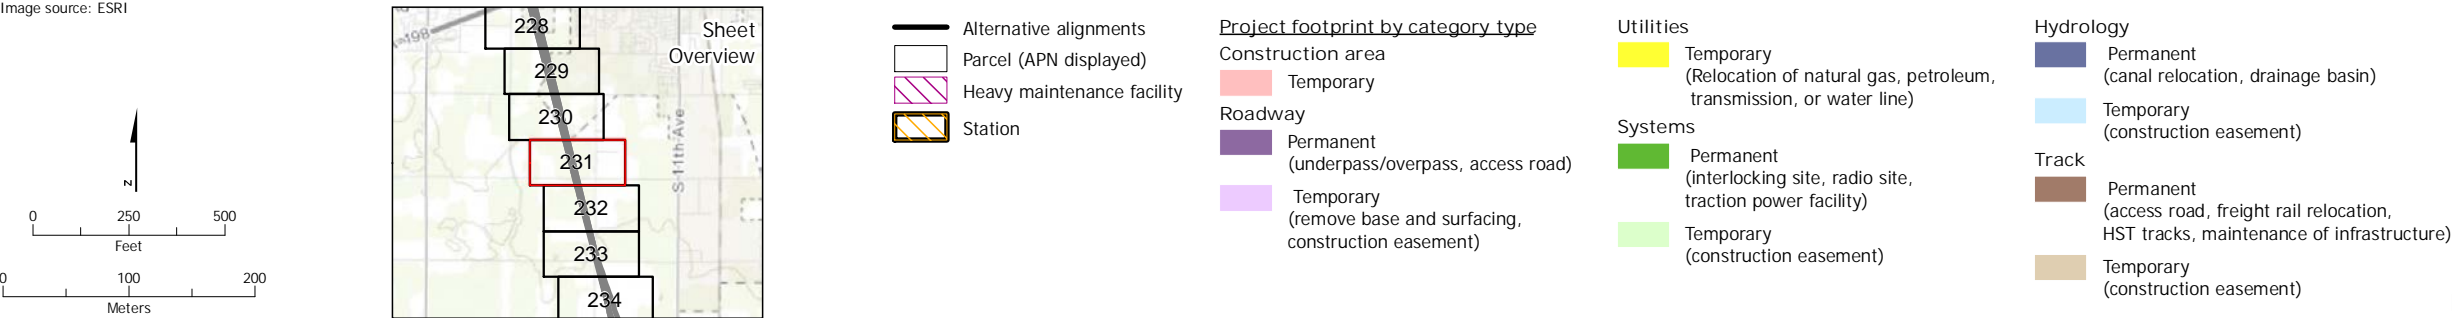 Image source: ESRI
N
0 250 500
Feet
0 100 200
Meters
Sheet
Overview
-198
S 11th Ave
228
229
230
231
232
233
234
Alternative alignments
Parcel (APN displayed)
Heavy maintenance facility
Station
Project footprint by category type
Construction area
Temporary
Roadway
Permanent
(underpass/overpass, access road)
Temporary
(remove base and surfacing,
construction easement)
Utilities
Temporary
(Relocation of natural gas, petroleum,
transmission, or water line)
Systems
Permanent
(interlocking site, radio site,
traction power facility)
Temporary
(construction easement)
Hydrology
Permanent
(canal relocation, drainage basin)
Temporary
(construction easement)
Track
Permanent
(access road, freight rail relocation,
HST tracks, maintenance of infrastructure)
Temporary
(construction easement)